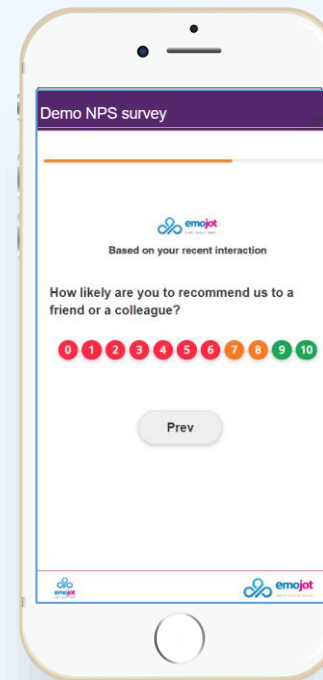 Demo NPS survey
emojot
Based on your recent interaction
How likely are you to recommend us to a
friend or a colleague?
0 1 2 3 4 5 6 7 8 9 10
Prev
emojot
emojot